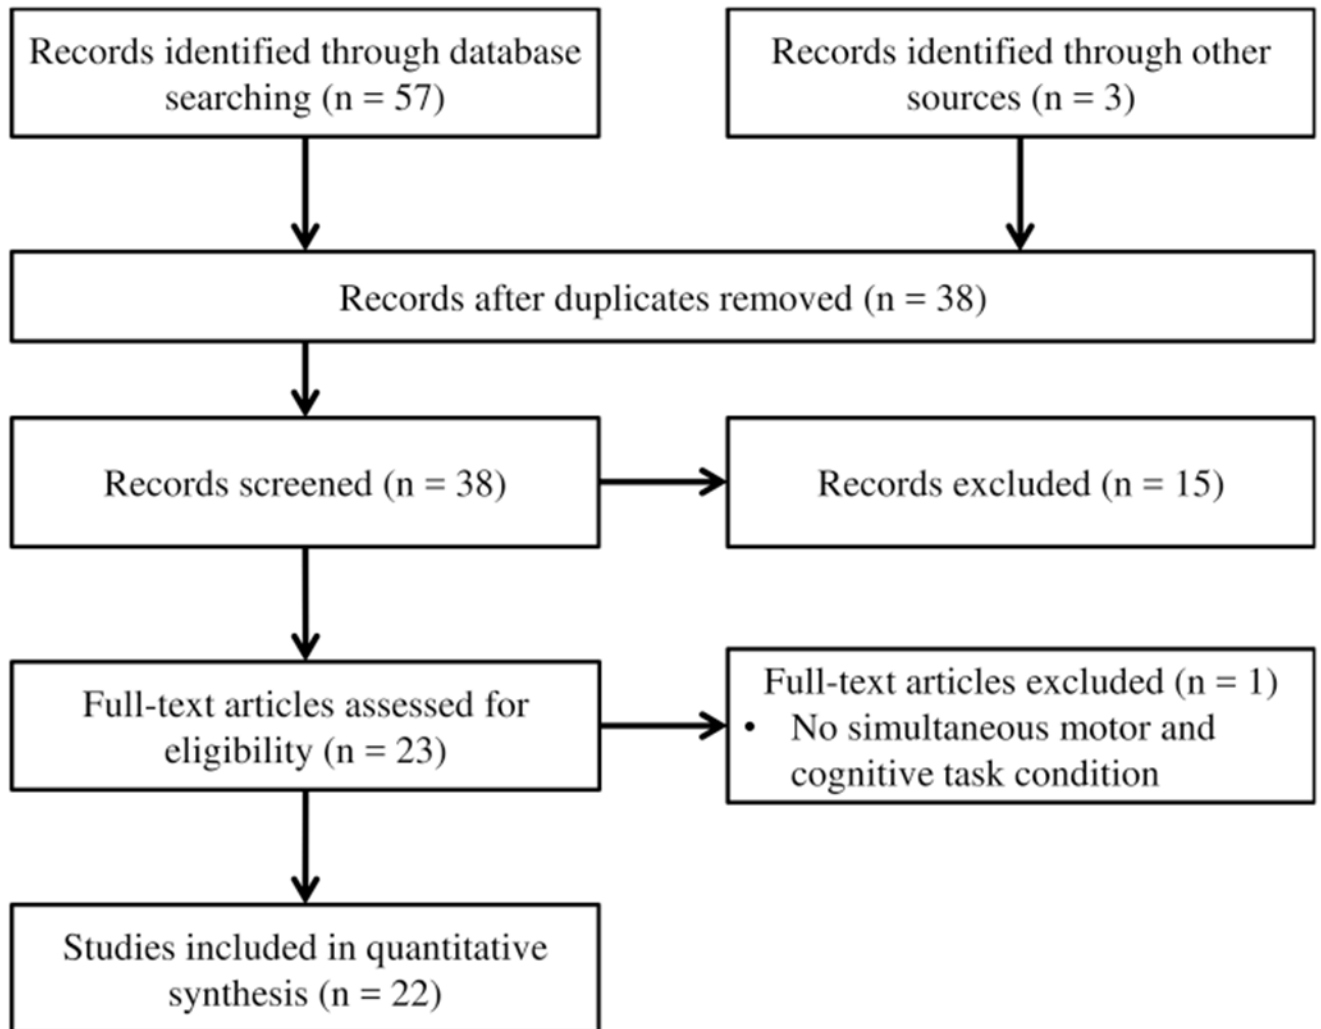 Records identified through database
searching (n = 57)
Records identified through other
sources (n = 3)
Records after duplicates removed (n = 38)
Records screened (n = 38)
Records excluded (n = 15)
Full-text articles assessed for
eligibility (n = 23)
Full-text articles excluded (n = 1)
• No simultaneous motor and
cognitive task condition
Studies included in quantitative
synthesis (n = 22)